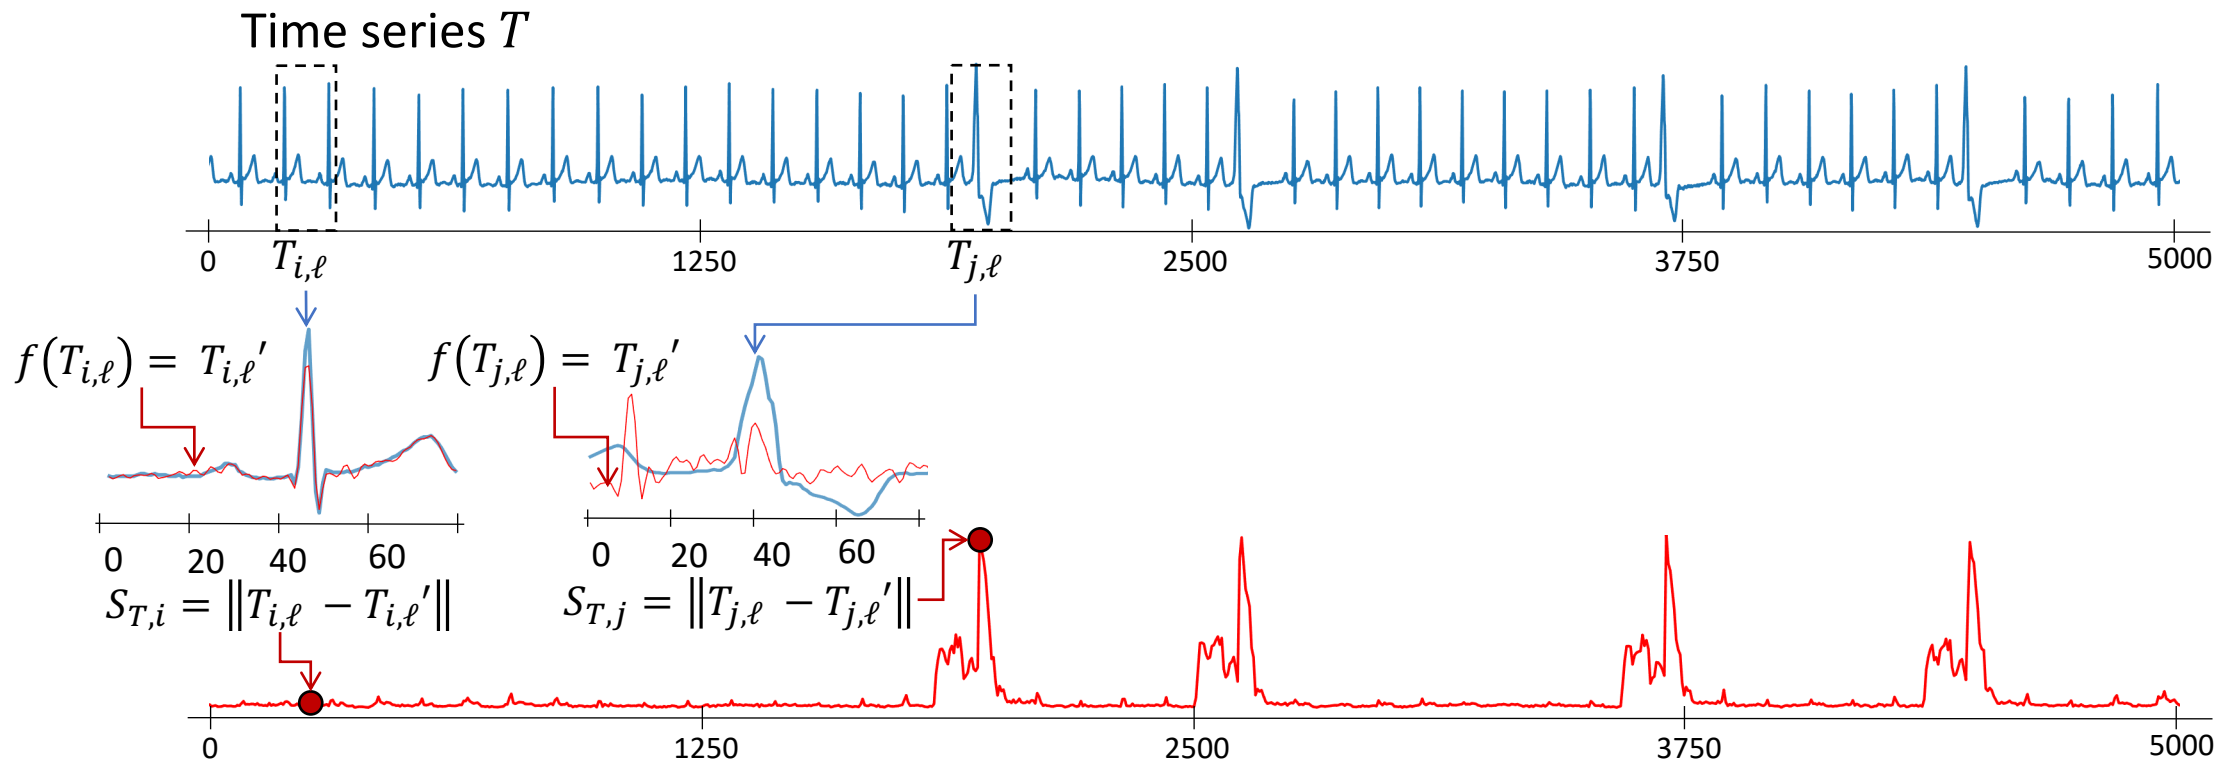 Time series T
0 T_{i,ℓ} 1250 T_{j,ℓ} 2500 3750 5000
f(T_{i,ℓ}) = T_{i,ℓ}′ f(T_{j,ℓ}) = T_{j,ℓ}′
0 20 40 60 0 20 40 60
S_{T,i} = ‖T_{i,ℓ} − T_{i,ℓ}′‖ S_{T,j} = ‖T_{j,ℓ} − T_{j,ℓ}′‖
0 1250 2500 3750 5000